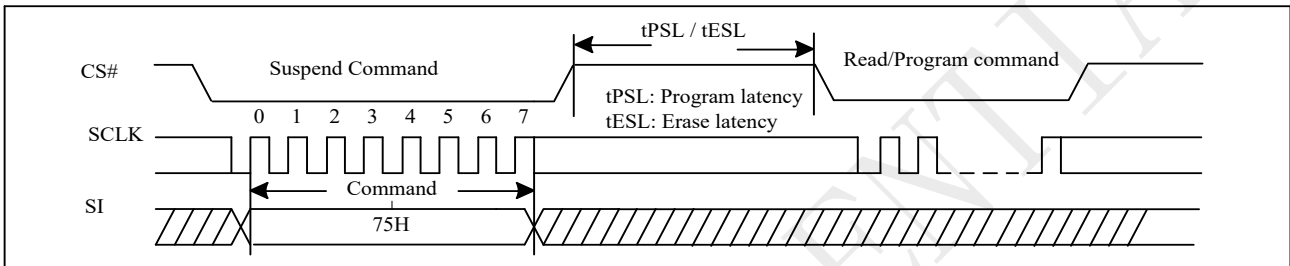 tPSL / tESL
CS#
Suspend Command
Read/Program command
tPSL: Program latency
tESL: Erase latency
0 1 2 3 4 5 6 7
SCLK
Command
SI
75H